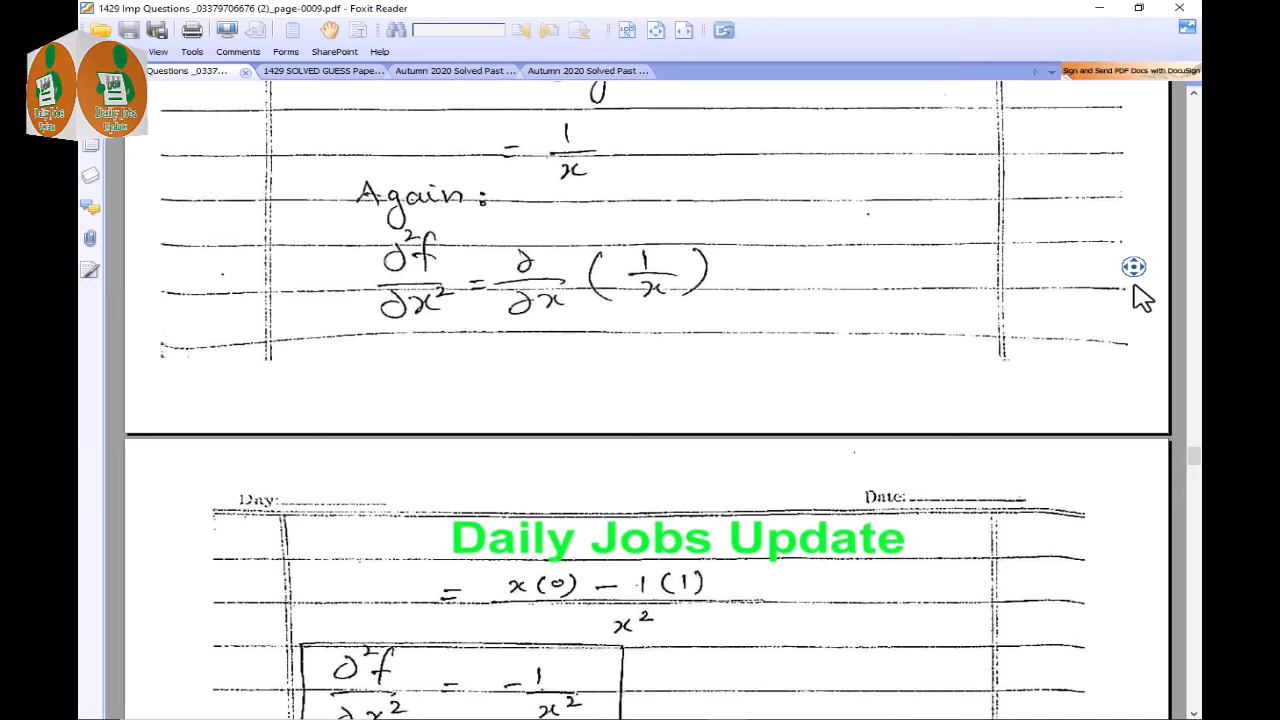 1429 Imp Questions _03379706676 (2)_page-0009.pdf - Foxit Reader
View Tools Comments Forms SharePoint Help
Questions _0337... 1429 SOLVED GUESS Pape... Autumn 2020 Solved Past ... Autumn 2020 Solved Past ... Sign and Send PDF Docs with DocuSign
Daily Jobs Update
= 1/x
Again:
∂²f/∂x² = ∂/∂x (1/x)
Day: Date:
Daily Jobs Update
= x(0) - 1(1) / x²
∂²f/∂x² = -1/x²